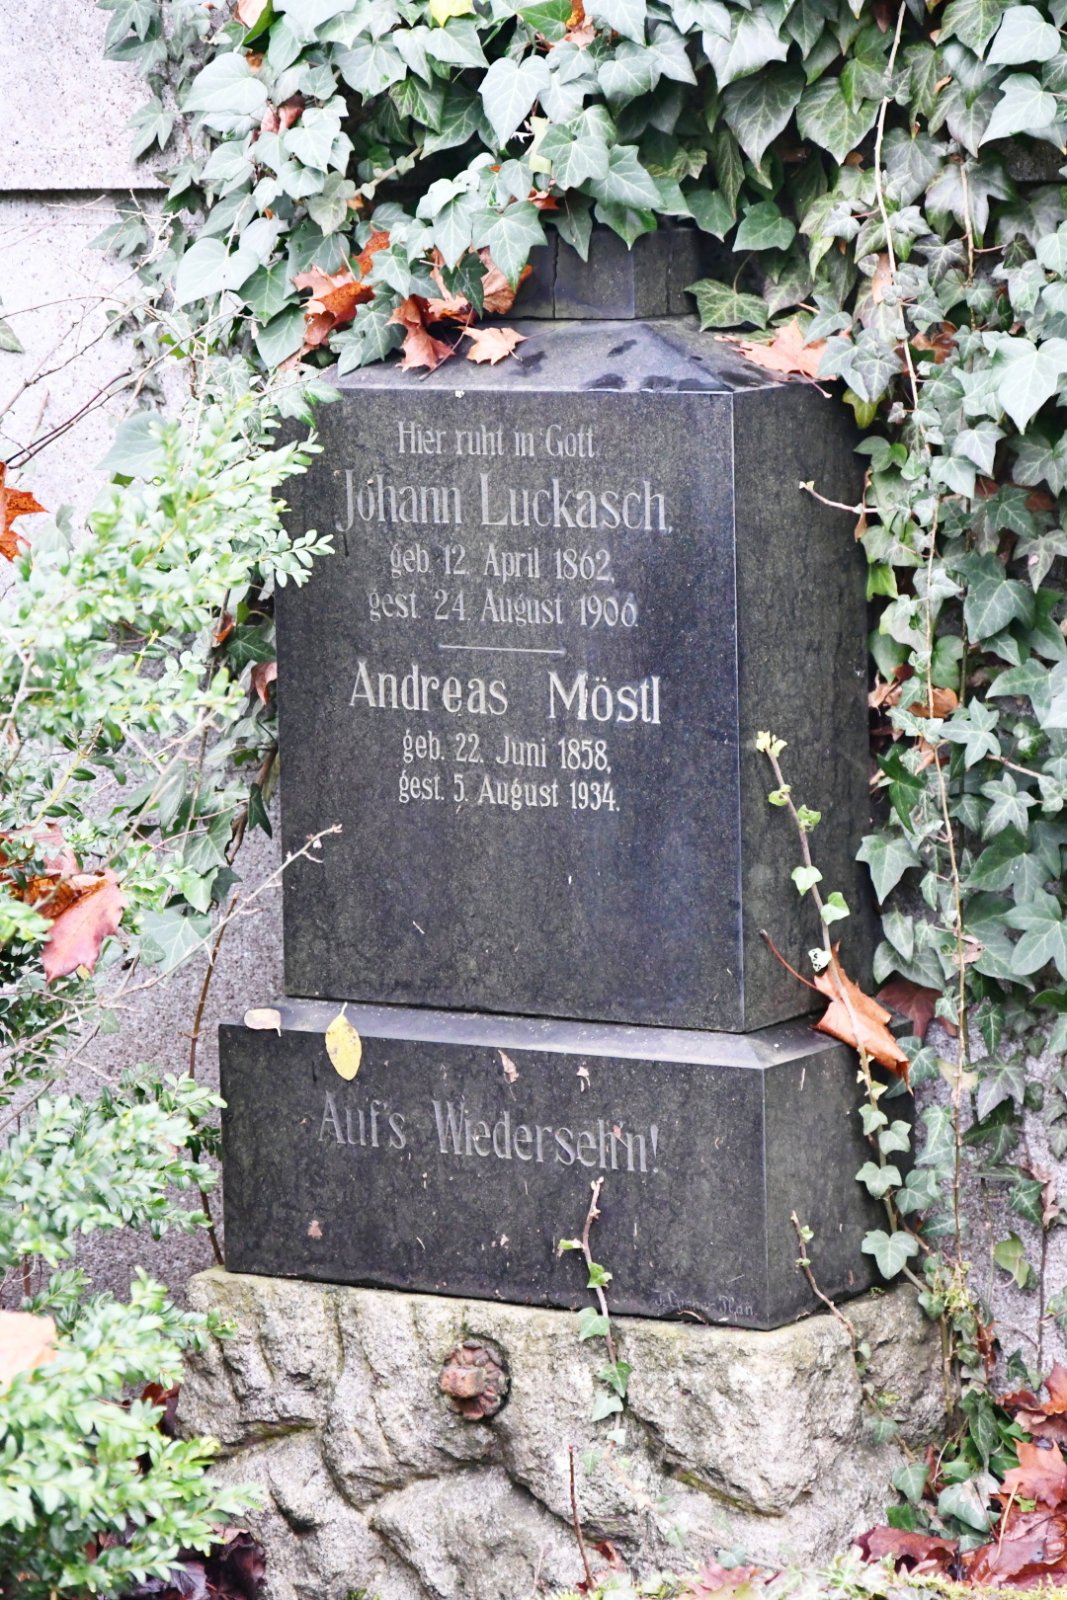 Hier ruht in Gott
Johann Luckasch,
geb. 12. April 1862,
gest. 24. August 1906.
Andreas Möstl
geb. 22. Juni 1858,
gest. 5. August 1934.
Auf's Wiedersehn!